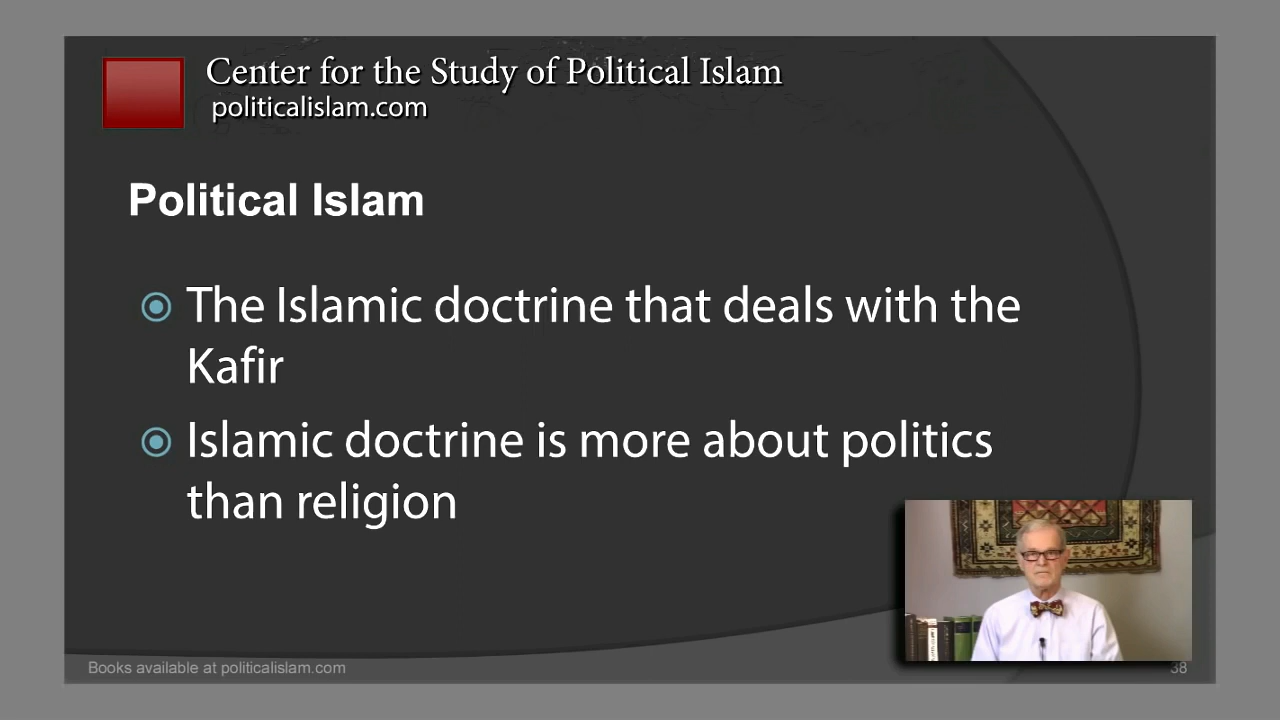 Center for the Study of Political Islam
politicalislam.com
Political Islam
The Islamic doctrine that deals with the
Kafir
Islamic doctrine is more about politics
than religion
Books available at politicalislam.com
38